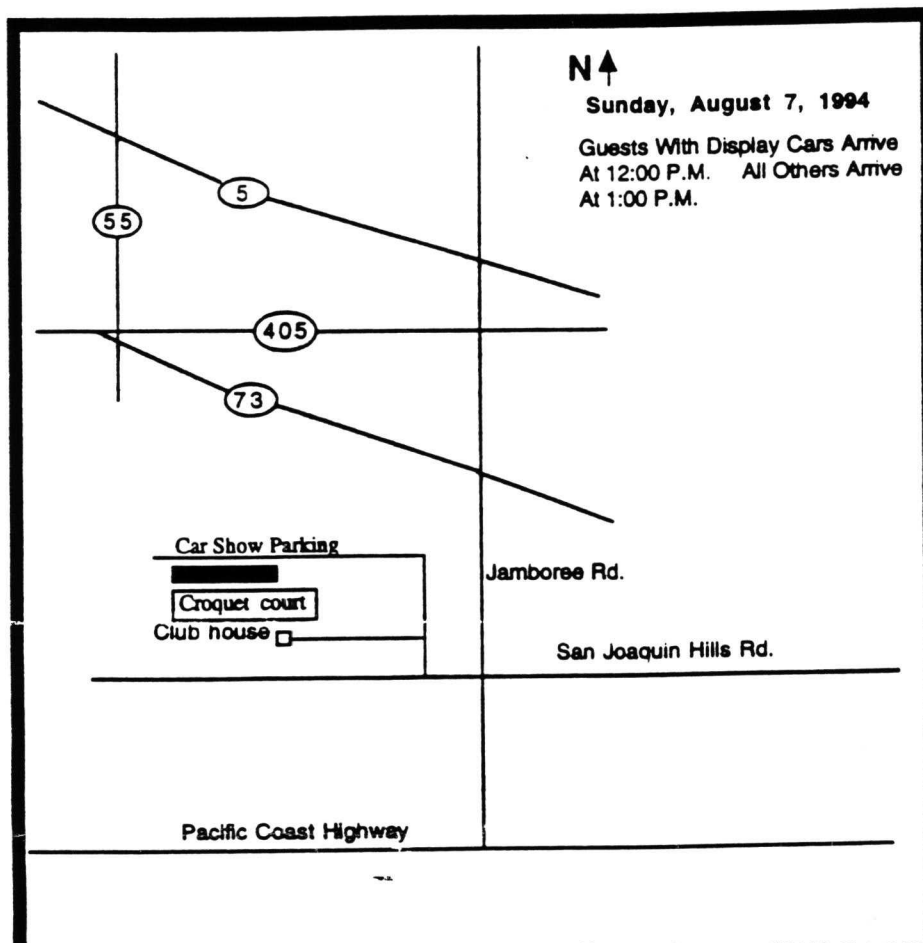 N
Sunday, August 7, 1994
Guests With Display Cars Arrive
At 12:00 P.M. All Others Arrive
At 1:00 P.M.
5
55
405
73
Car Show Parking
Jamboree Rd.
Croquet court
Club house
San Joaquin Hills Rd.
Pacific Coast Highway